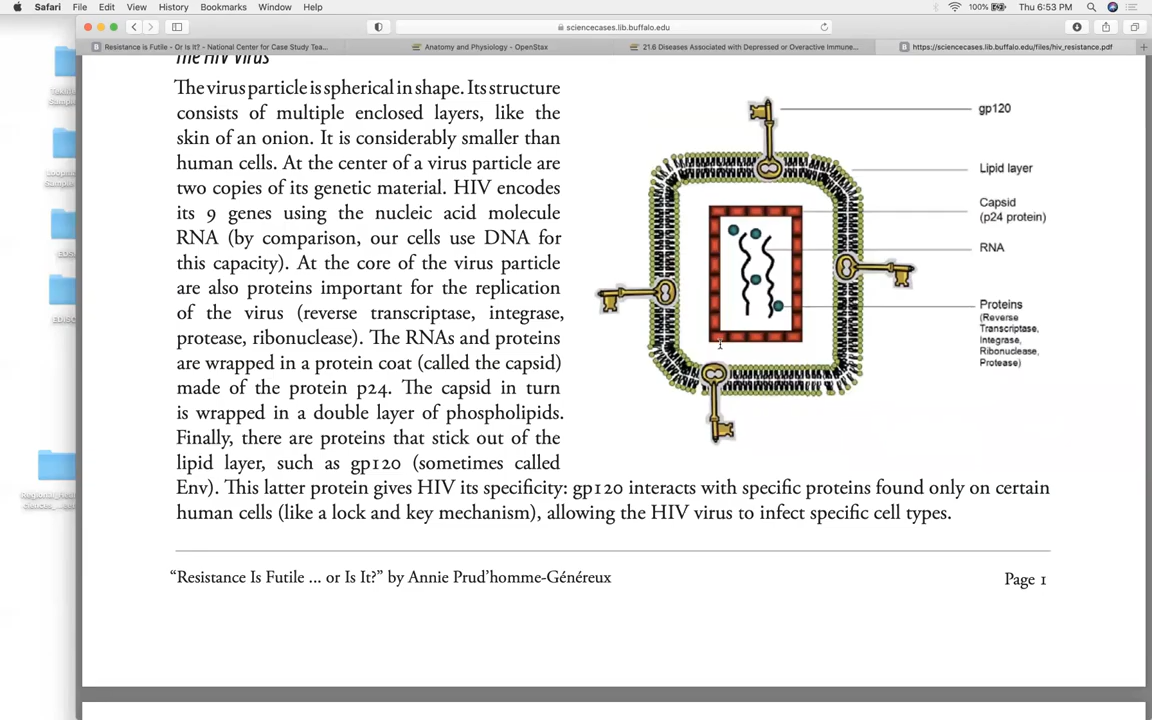 Safari File Edit View History Bookmarks Window Help 100% Thu 6:53 PM
sciencecases.lib.buffalo.edu
Resistance is Futile - Or Is It? - National Center for Case Study Tea... Anatomy and Physiology - OpenStax 21.6 Diseases Associated with Depressed or Overactive Immune... https://sciencecases.lib.buffalo.edu/files/hiv_resistance.pdf
The HIV Virus
The virus particle is spherical in shape. Its structure
consists of multiple enclosed layers, like the
skin of an onion. It is considerably smaller than
human cells. At the center of a virus particle are
two copies of its genetic material. HIV encodes
its 9 genes using the nucleic acid molecule
RNA (by comparison, our cells use DNA for
this capacity). At the core of the virus particle
are also proteins important for the replication
of the virus (reverse transcriptase, integrase,
protease, ribonuclease). The RNAs and proteins
are wrapped in a protein coat (called the capsid)
made of the protein p24. The capsid in turn
is wrapped in a double layer of phospholipids.
Finally, there are proteins that stick out of the
lipid layer, such as gp120 (sometimes called
Env). This latter protein gives HIV its specificity: gp120 interacts with specific proteins found only on certain
human cells (like a lock and key mechanism), allowing the HIV virus to infect specific cell types.
gp120
Lipid layer
Capsid
(p24 protein)
RNA
Proteins
(Reverse
Transcriptase,
Integrase,
Ribonuclease,
Protease)
“Resistance Is Futile ... or Is It?” by Annie Prud’homme-Généreux
Page 1